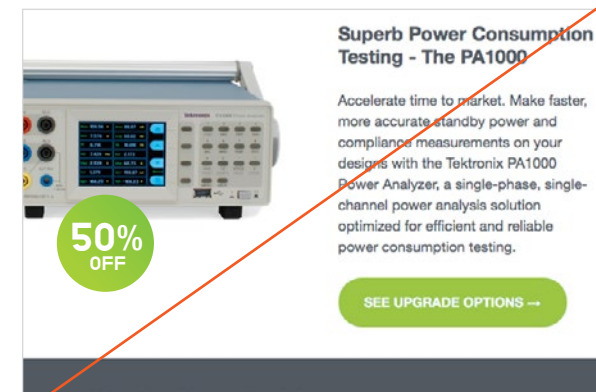 Superb Power Consumption
Testing - The PA1000
Accelerate time to market. Make faster,
more accurate standby power and
compliance measurements on your
designs with the Tektronix PA1000
Power Analyzer, a single-phase, single-
channel power analysis solution
optimized for efficient and reliable
power consumption testing.
Tektronix
50%
OFF
SEE UPGRADE OPTIONS →